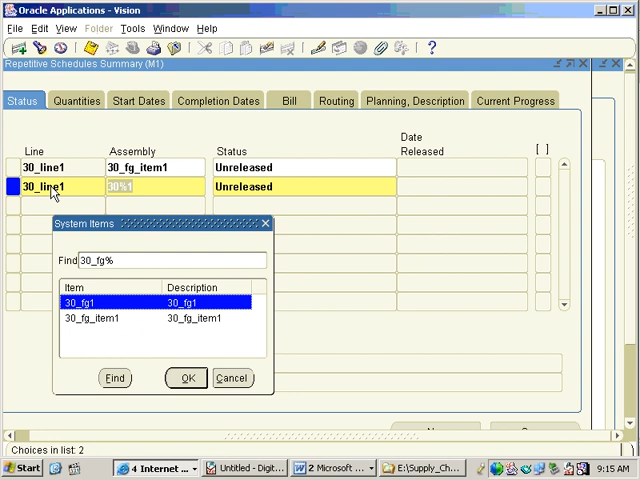 Oracle Applications - Vision
File Edit View Folder Tools Window Help
Repetitive Schedules Summary (M1)
Status Quantities Start Dates Completion Dates Bill Routing Planning, Description Current Progress
Line Assembly Status Date Released [ ]
30_line1 30_fg_item1 Unreleased
30_line1 30%1 Unreleased
System Items
Find 30_fg%
Item Description
30_fg1 30_fg1
30_fg_item1 30_fg_item1
Find OK Cancel
Choices in list: 2
Start 4 Internet ... Untitled - Digit... 2 Microsoft ... E:\Supply_Ch... 9:15 AM